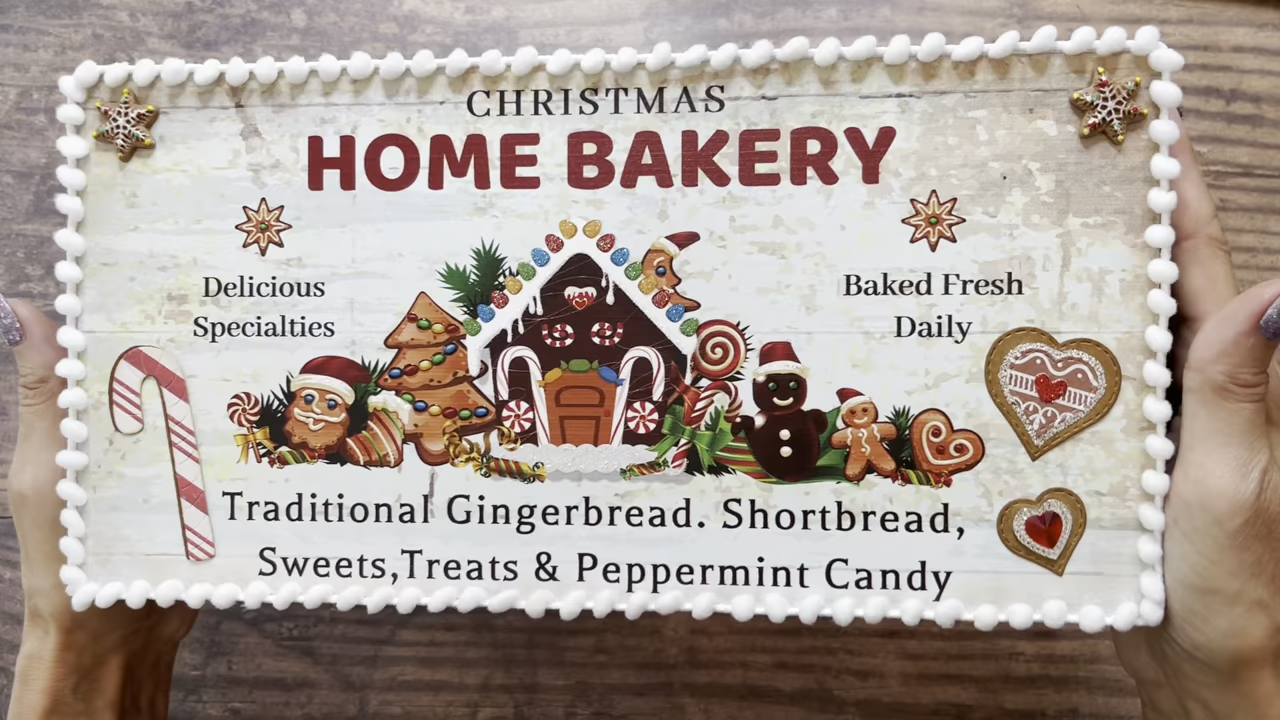 CHRISTMAS
HOME BAKERY
Delicious
Specialties
Baked Fresh
Daily
Traditional Gingerbread. Shortbread,
Sweets,Treats & Peppermint Candy